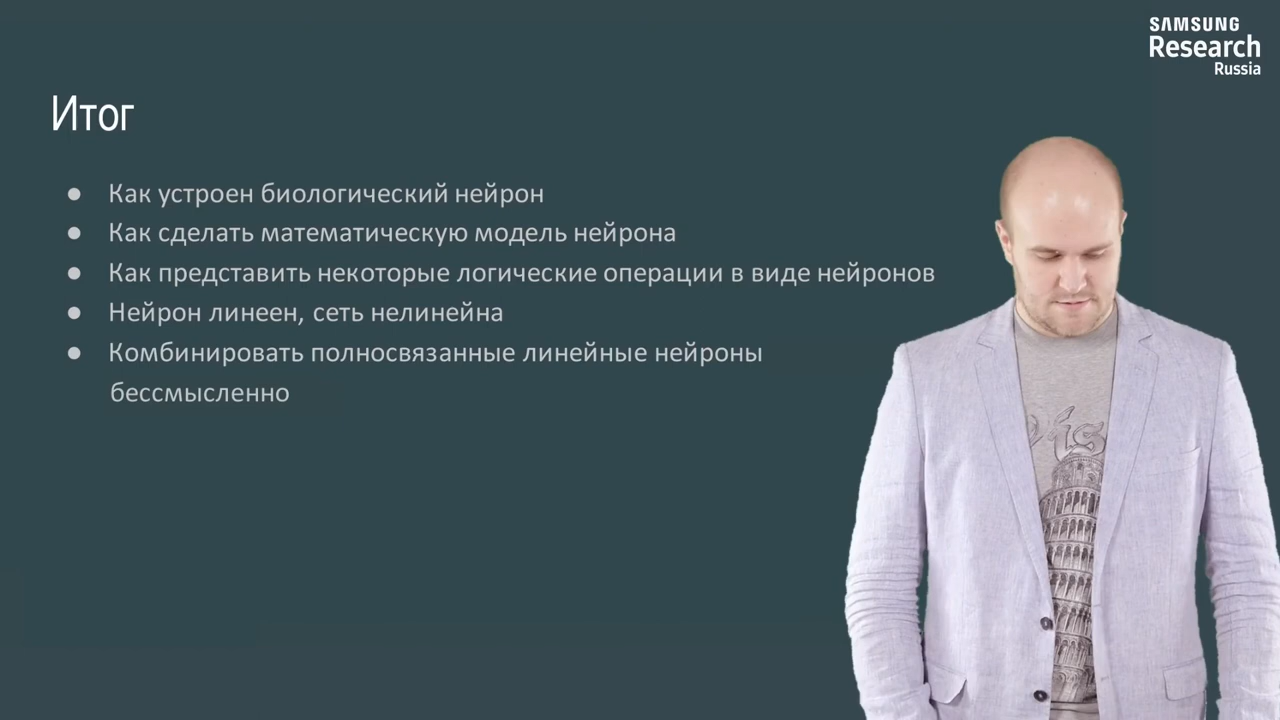 SAMSUNG
Research
Russia
Итог
● Как устроен биологический нейрон
● Как сделать математическую модель нейрона
● Как представить некоторые логические операции в виде нейронов
● Нейрон линеен, сеть нелинейна
● Комбинировать полносвязанные линейные нейроны
бессмысленно